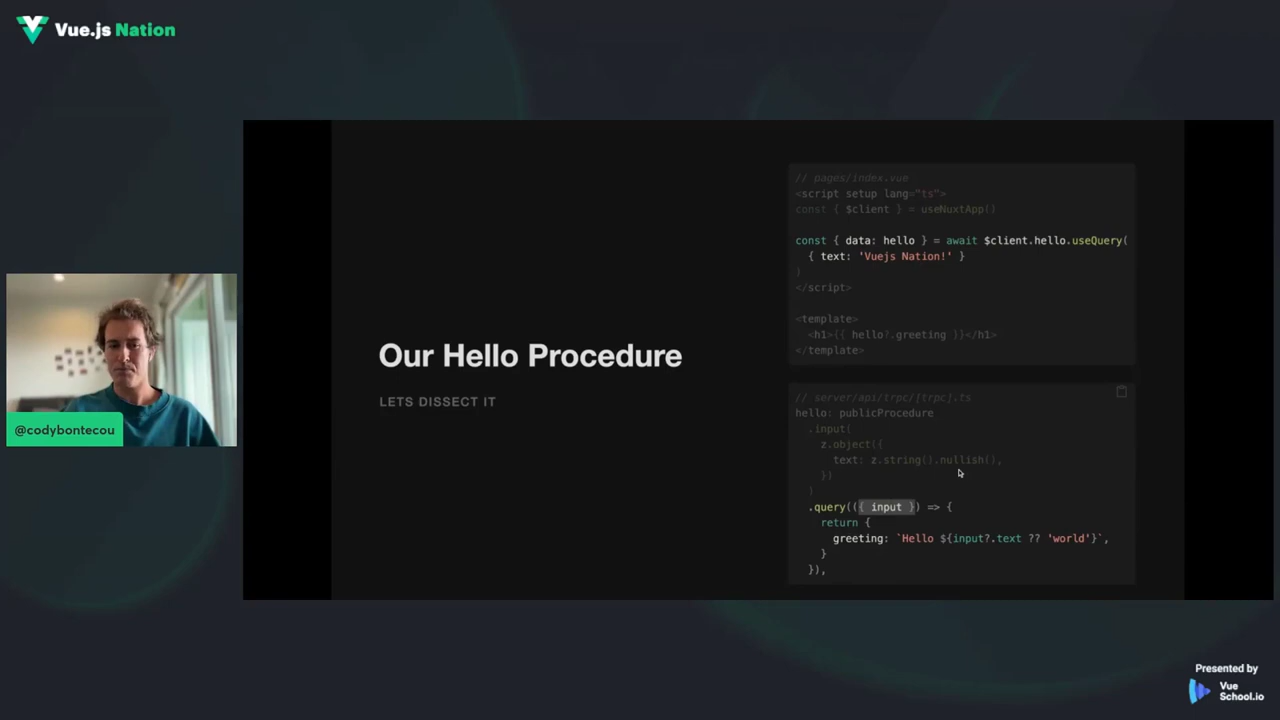 Vue.js Nation
@codybontecou
Our Hello Procedure
LETS DISSECT IT
// pages/index.vue
<script setup lang="ts">
const { $client } = useNuxtApp()
const { data: hello } = await $client.hello.useQuery(
{ text: 'Vuejs Nation!' }
)
</script>
<template>
<h1>{{ hello?.greeting }}</h1>
</template>
// server/api/trpc/[trpc].ts
hello: publicProcedure
.input(
z.object({
text: z.string().nullish(),
})
)
.query(({ input }) => {
return {
greeting: `Hello ${input?.text ?? 'world'}`,
}
}),
Presented by
Vue
School.io